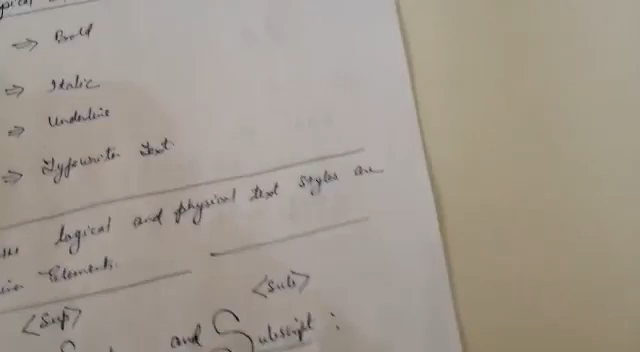 ⇒ Bold
⇒ Italic
⇒ Underline
⇒ Typewriter Text
logical and physical text styles are
Elements.
<Sup> <Sub>
and Subscript :